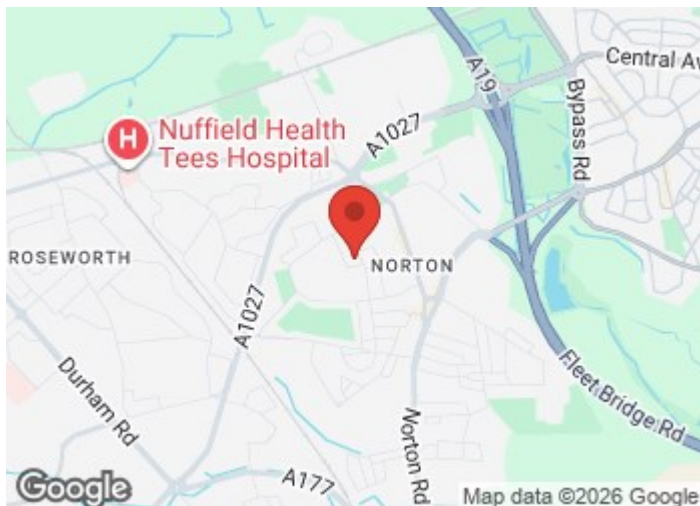 Central Av
A19
Bypass Rd
A1027
H
Nuffield Health
Tees Hospital
ROSEWORTH
NORTON
A1027
Durham Rd
Fleet Bridge Rd
Norton Rd
A177
Google
Map data ©2026 Google